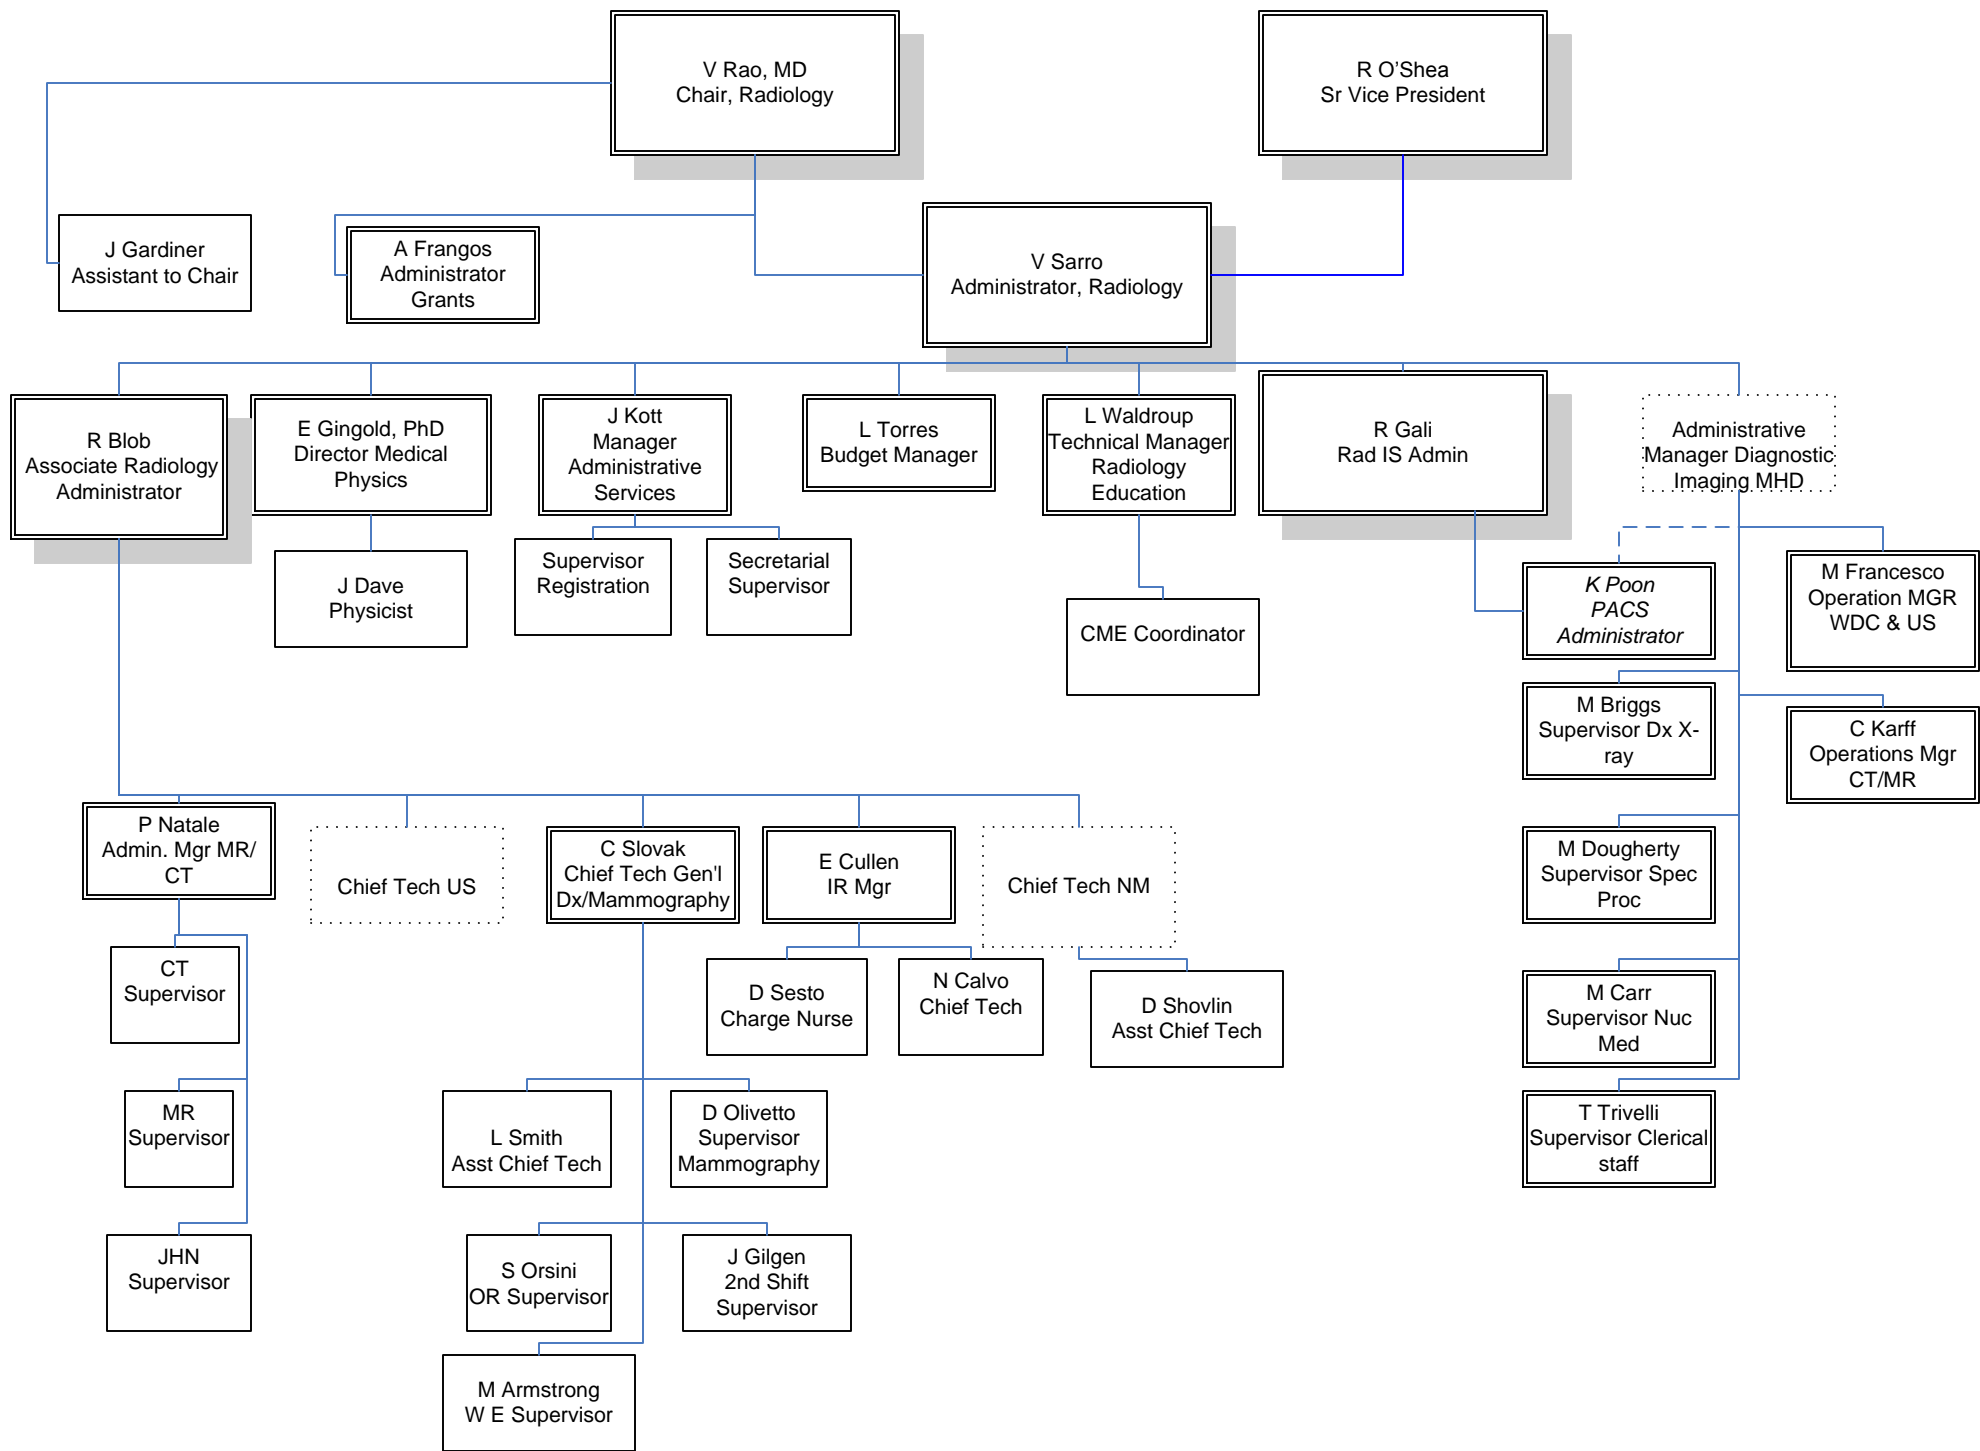 V Rao, MD
Chair, Radiology
R O'Shea
Sr Vice President
J Gardiner
Assistant to Chair
A Frangos
Administrator
Grants
V Sarro
Administrator, Radiology
R Blob
Associate Radiology
Administrator
E Gingold, PhD
Director Medical
Physics
J Kott
Manager
Administrative
Services
L Torres
Budget Manager
L Waldroup
Technical Manager
Radiology
Education
R Gali
Rad IS Admin
Administrative
Manager Diagnostic
Imaging MHD
J Dave
Physicist
Supervisor
Registration
Secretarial
Supervisor
CME Coordinator
K Poon
PACS
Administrator
M Francesco
Operation MGR
WDC & US
M Briggs
Supervisor Dx X-
ray
C Karff
Operations Mgr
CT/MR
P Natale
Admin. Mgr MR/
CT
Chief Tech US
C Slovak
Chief Tech Gen'l
Dx/Mammography
E Cullen
IR Mgr
Chief Tech NM
M Dougherty
Supervisor Spec
Proc
CT
Supervisor
D Sesto
Charge Nurse
N Calvo
Chief Tech
D Shovlin
Asst Chief Tech
M Carr
Supervisor Nuc
Med
MR
Supervisor
L Smith
Asst Chief Tech
D Olivetto
Supervisor
Mammography
T Trivelli
Supervisor Clerical
staff
JHN
Supervisor
S Orsini
OR Supervisor
J Gilgen
2nd Shift
Supervisor
M Armstrong
W E Supervisor